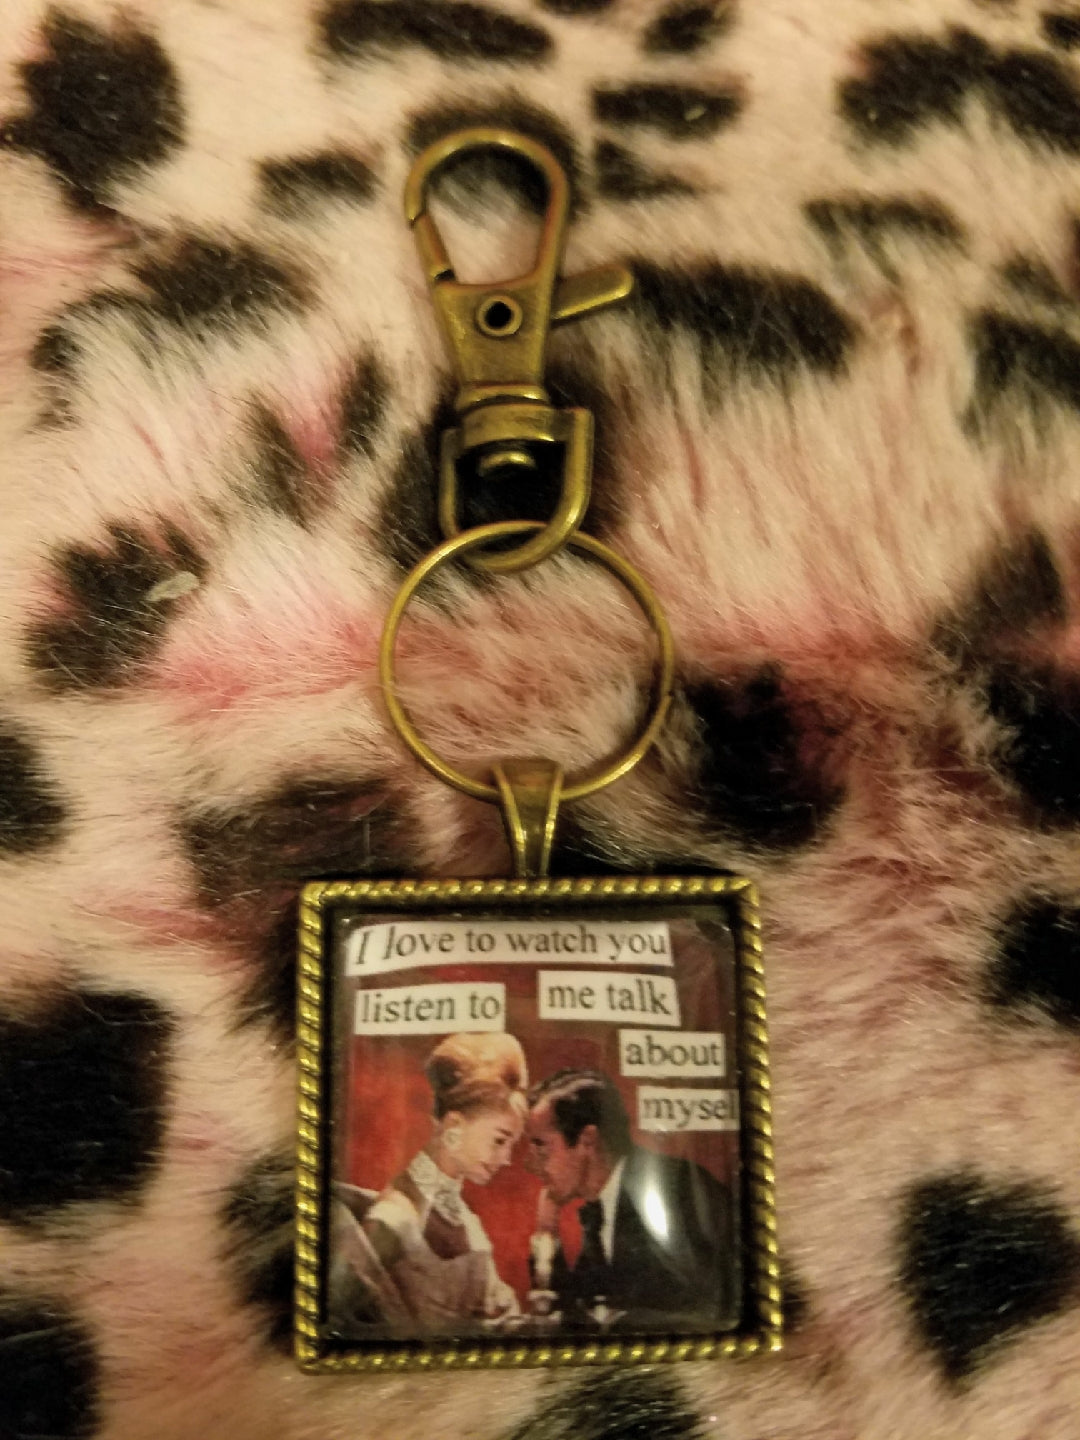 I love to watch you
listen to me talk
about
mysel